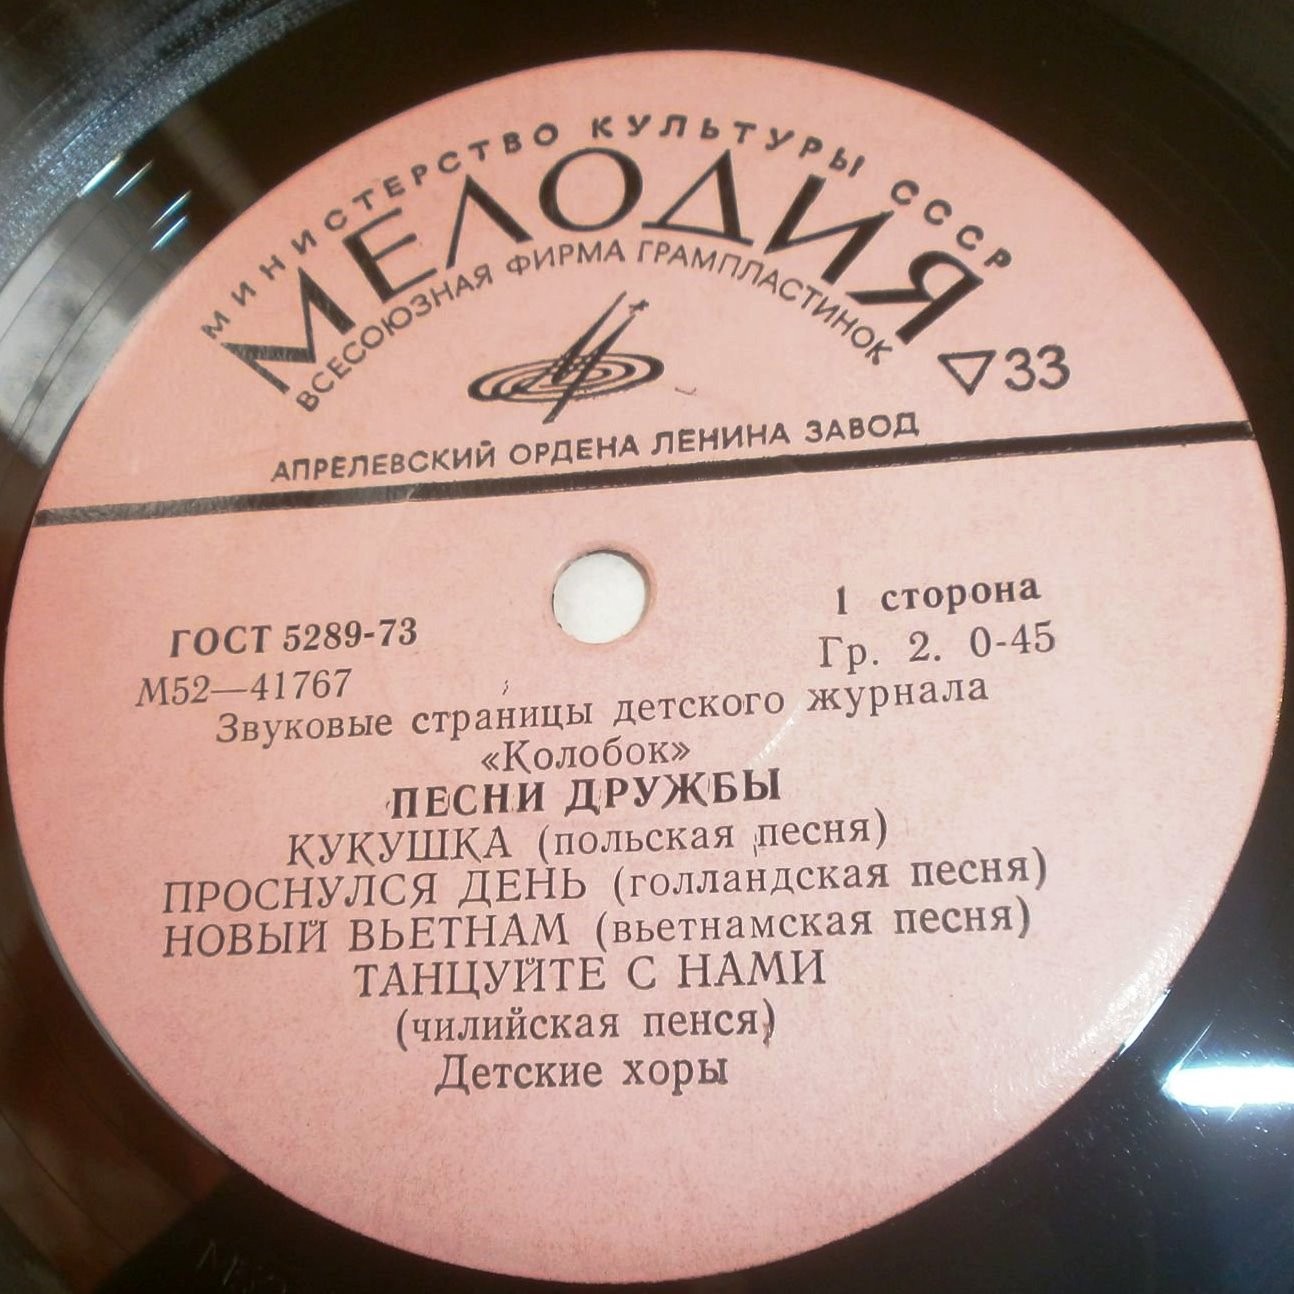 МИНИСТЕРСТВО КУЛЬТУРЫ СССР
МЕЛОДИЯ
ВСЕСОЮЗНАЯ ФИРМА ГРАМПЛАСТИНОК
33
АПРЕЛЕВСКИЙ ОРДЕНА ЛЕНИНА ЗАВОД
ГОСТ 5289-73
1 сторона
М52—41767
Гр. 2. 0-45
Звуковые страницы детского журнала
«Колобок»
ПЕСНИ ДРУЖБЫ
КУКУШКА (польская песня)
ПРОСНУЛСЯ ДЕНЬ (голландская песня)
НОВЫЙ ВЬЕТНАМ (вьетнамская песня)
ТАНЦУЙТЕ С НАМИ
(чилийская пенся)
Детские хоры